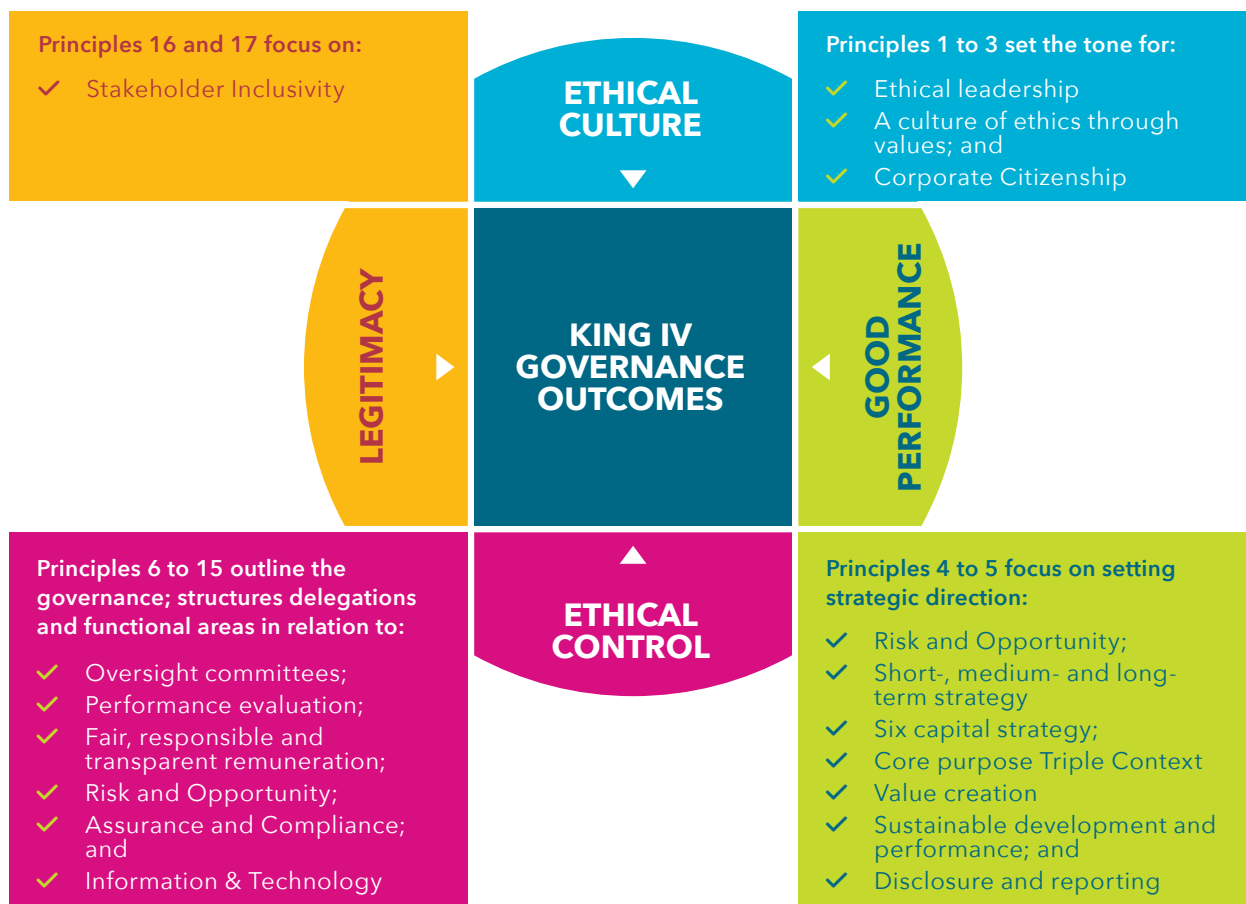 Principles 16 and 17 focus on:
Stakeholder Inclusivity
ETHICAL
CULTURE
Principles 1 to 3 set the tone for:
Ethical leadership
A culture of ethics through
values; and
Corporate Citizenship
LEGITIMACY
KING IV
GOVERNANCE
OUTCOMES
GOOD
PERFORMANCE
Principles 6 to 15 outline the
governance; structures delegations
and functional areas in relation to:
Oversight committees;
Performance evaluation;
Fair, responsible and
transparent remuneration;
Risk and Opportunity;
Assurance and Compliance;
and
Information & Technology
ETHICAL
CONTROL
Principles 4 to 5 focus on setting
strategic direction:
Risk and Opportunity;
Short-, medium- and long-
term strategy
Six capital strategy;
Core purpose Triple Context
Value creation
Sustainable development and
performance; and
Disclosure and reporting